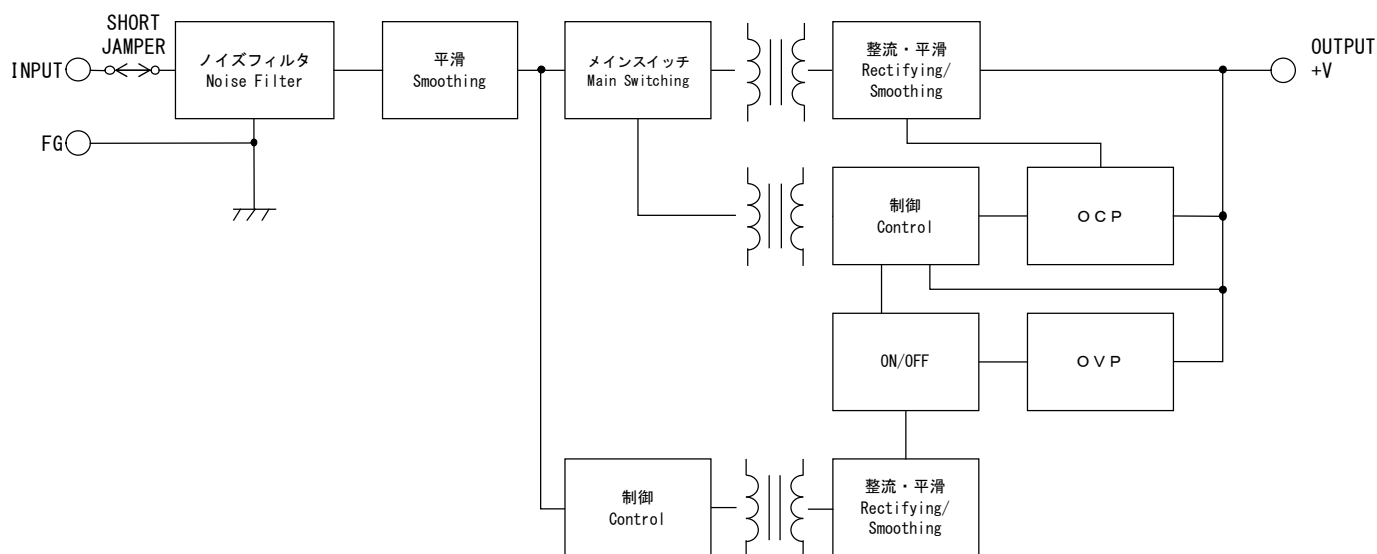 SHORT
JAMPER
INPUT
FG
ノイズフィルタ
Noise Filter
平滑
Smoothing
メインスイッチ
Main Switching
整流・平滑
Rectifying/
Smoothing
OUTPUT
+V
制御
Control
ＯＣＰ
ON/OFF
ＯＶＰ
制御
Control
整流・平滑
Rectifying/
Smoothing